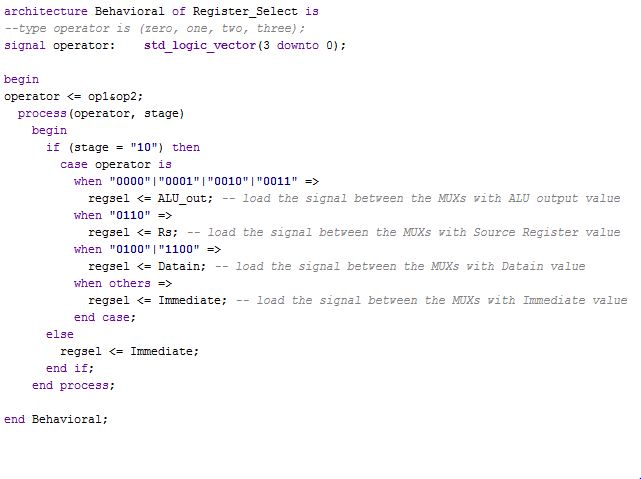 architecture Behavioral of Register_Select is
--type operator is (zero, one, two, three);
signal operator:    std_logic_vector(3 downto 0);
begin
operator <= op1&op2;
process(operator, stage)
begin
if (stage = "10") then
case operator is
when "0000"|"0001"|"0010"|"0011" =>
regsel <= ALU_out; -- load the signal between the MUXs with ALU output value
when "0110" =>
regsel <= Rs; -- load the signal between the MUXs with Source Register value
when "0100"|"1100" =>
regsel <= Datain; -- load the signal between the MUXs with Datain value
when others =>
regsel <= Immediate; -- load the signal between the MUXs with Immediate value
end case;
else
regsel <= Immediate;
end if;
end process;
end Behavioral;